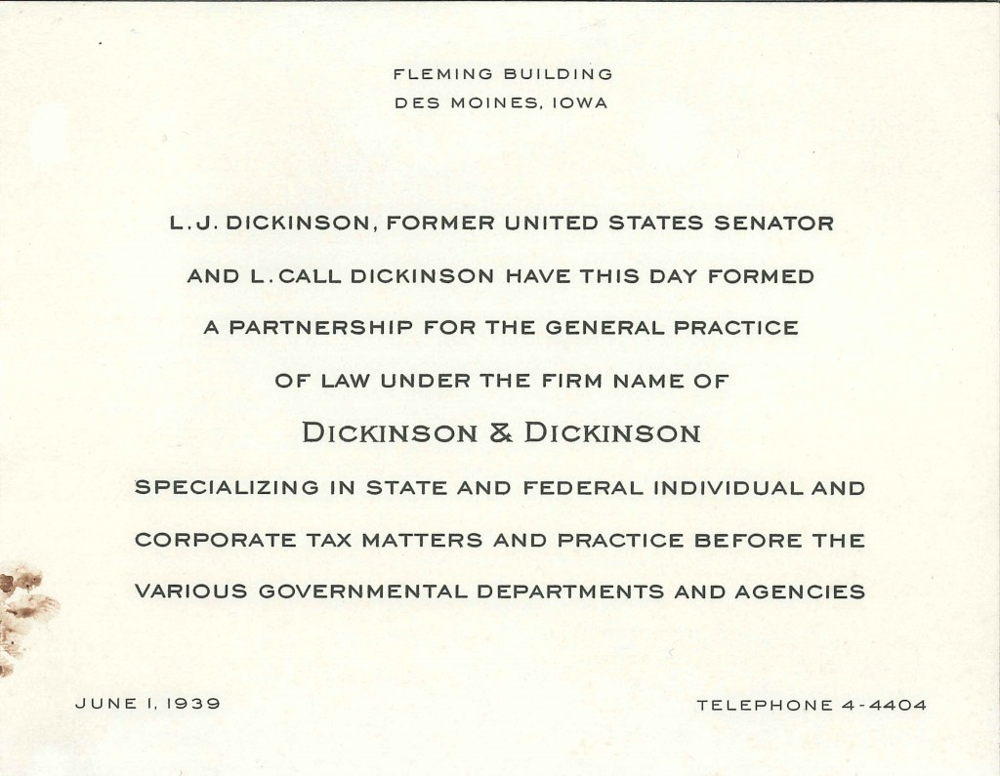 FLEMING BUILDING
DES MOINES, IOWA
L. J. DICKINSON, FORMER UNITED STATES SENATOR
AND L. CALL DICKINSON HAVE THIS DAY FORMED
A PARTNERSHIP FOR THE GENERAL PRACTICE
OF LAW UNDER THE FIRM NAME OF
DICKINSON & DICKINSON
SPECIALIZING IN STATE AND FEDERAL INDIVIDUAL AND
CORPORATE TAX MATTERS AND PRACTICE BEFORE THE
VARIOUS GOVERNMENTAL DEPARTMENTS AND AGENCIES
JUNE 1, 1939
TELEPHONE 4-4404